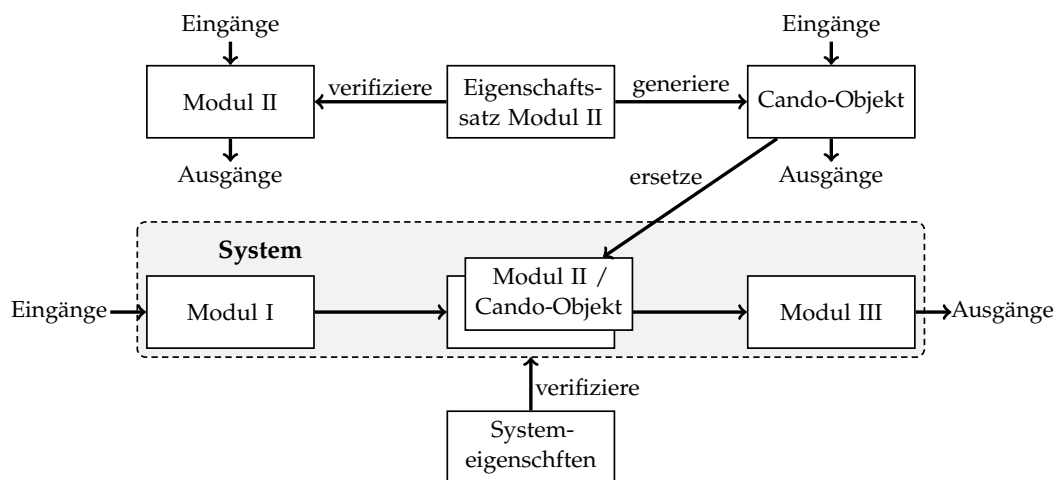 Eingänge
Eingänge
Modul II
verifiziere
Eigenschafts-
satz Modul II
generiere
Cando-Objekt
Ausgänge
Ausgänge
ersetze
System
Eingänge
Modul I
Modul II /
Cando-Objekt
Modul III
Ausgänge
verifiziere
System-
eigenschften